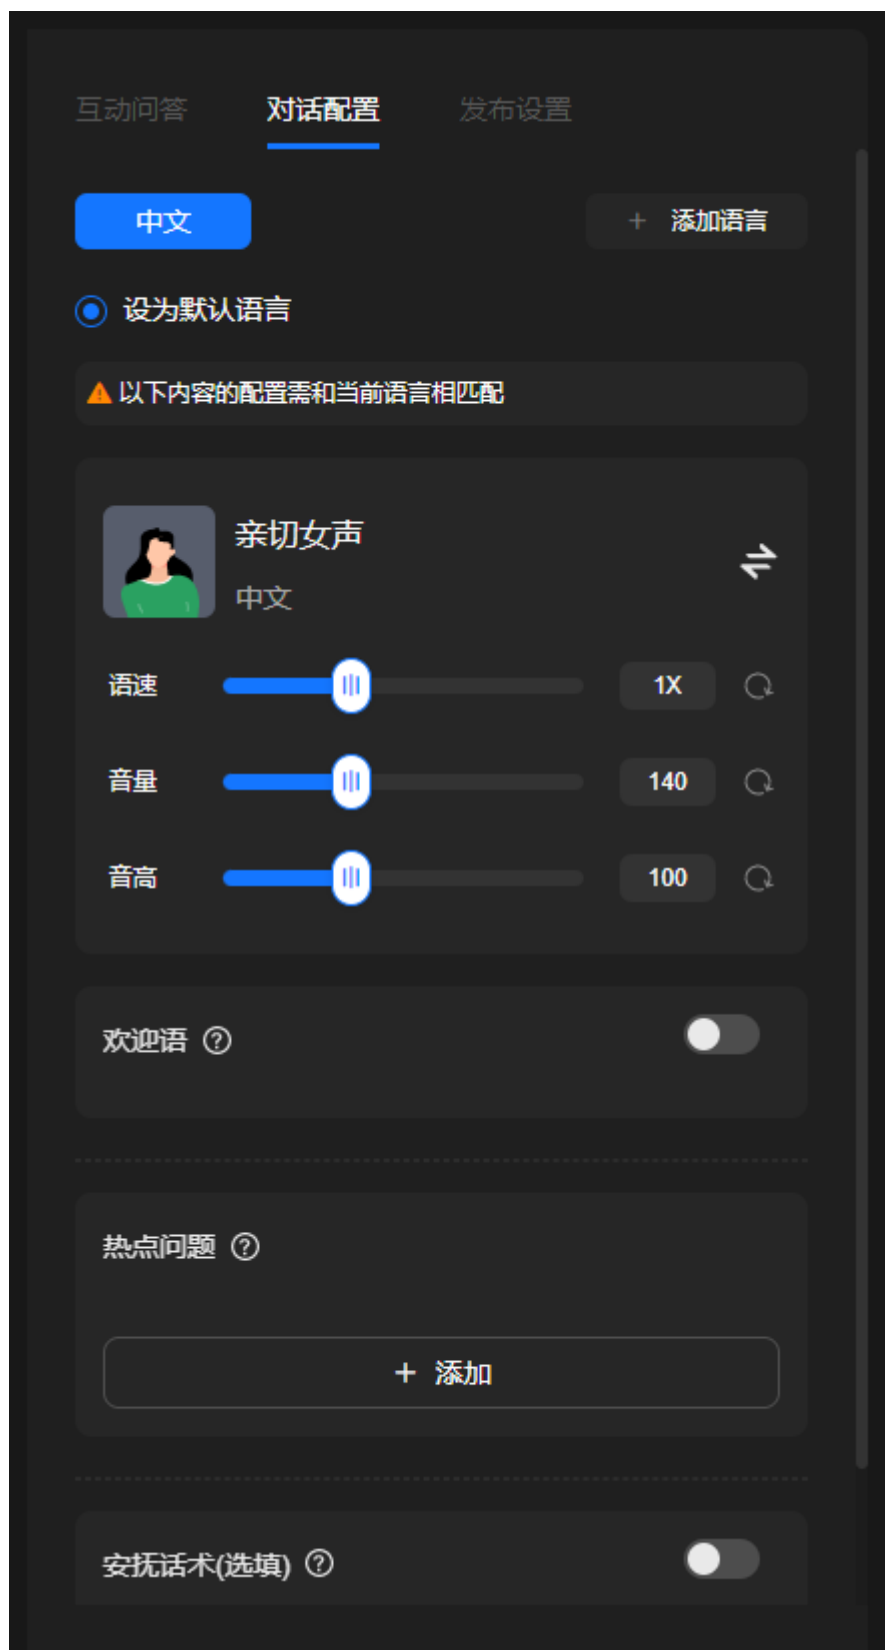 互动问答 对话配置 发布设置
中文 + 添加语言
设为默认语言
以下内容的配置需和当前语言相匹配
亲切女声
中文
语速 1X
音量 140
音高 100
欢迎语 ?
热点问题 ?
+ 添加
安抚话术(选填) ?